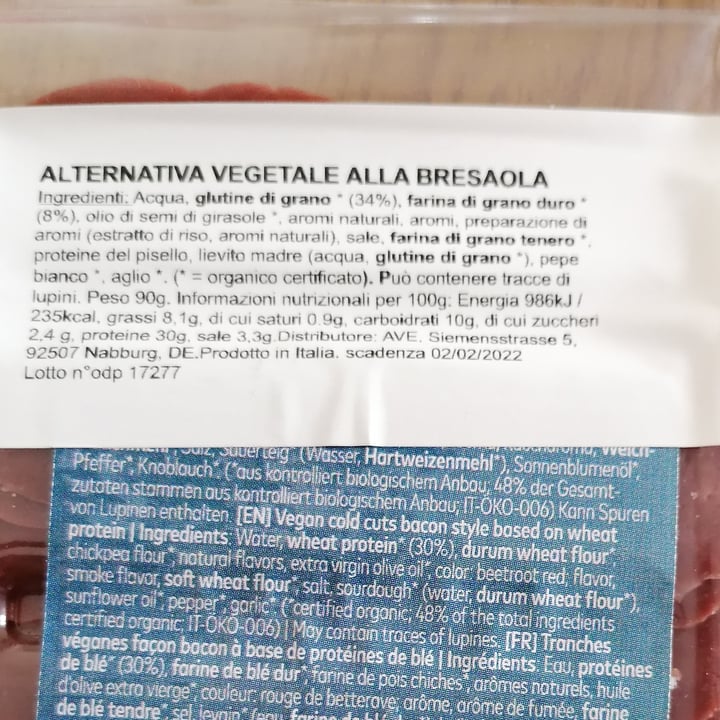 ALTERNATIVA VEGETALE ALLA BRESAOLA
Ingredienti: Acqua, glutine di grano * (34%), farina di grano duro *
(8%), olio di semi di girasole *, aromi naturali, aromi, preparazione di
aromi (estratto di riso, aromi naturali), sale, farina di grano tenero *,
proteine del pisello, lievito madre (acqua, glutine di grano *), pepe
bianco *, aglio *. (* = organico certificato). Può contenere tracce di
lupini. Peso 90g. Informazioni nutrizionali per 100g: Energia 986kJ /
235kcal, grassi 8,1g, di cui saturi 0.9g, carboidrati 10g, di cui zuccheri
2,4 g, proteine 30g, sale 3,3g.Distributore: AVE, Siemensstrasse 5,
92507 Nabburg, DE.Prodotto in Italia. scadenza 02/02/2022
Lotto n°odp 17277
Salz, Sauerteig* (Wasser, Hartweizenmehl*), Sonnenblumenöl*,
Pfeffer*, Knoblauch*. (*aus kontrolliert biologischem Anbau, 48% der Gesamt-
zutaten stammen aus kontrolliert biologischem Anbau; IT-ÖKO-006) Kann Spuren
von Lupinen enthalten. [EN] Vegan cold cuts bacon style based on wheat
protein | Ingredients: Water, wheat protein* (30%), durum wheat flour*,
chickpea flour*, natural flavors, extra virgin olive oil*, color: beetroot red; flavor,
smoke flavor, soft wheat flour*, salt, sourdough* (water, durum wheat flour*),
sunflower oil*, pepper*, garlic*. (*certified organic; 48% of the total ingredients
certified organic; IT-ÖKO-006) | May contain traces of lupines. [FR] Tranches
véganes façon bacon à base de protéines de blé | Ingrédients: Eau, protéines
de blé* (30%), farine de blé dur*, farine de pois chiches*, arômes naturels, huile
d'olive extra vierge*, couleur: rouge de betterave, arôme, arôme de fumée, farine
de blé tendre*, sel, levain* (eau,